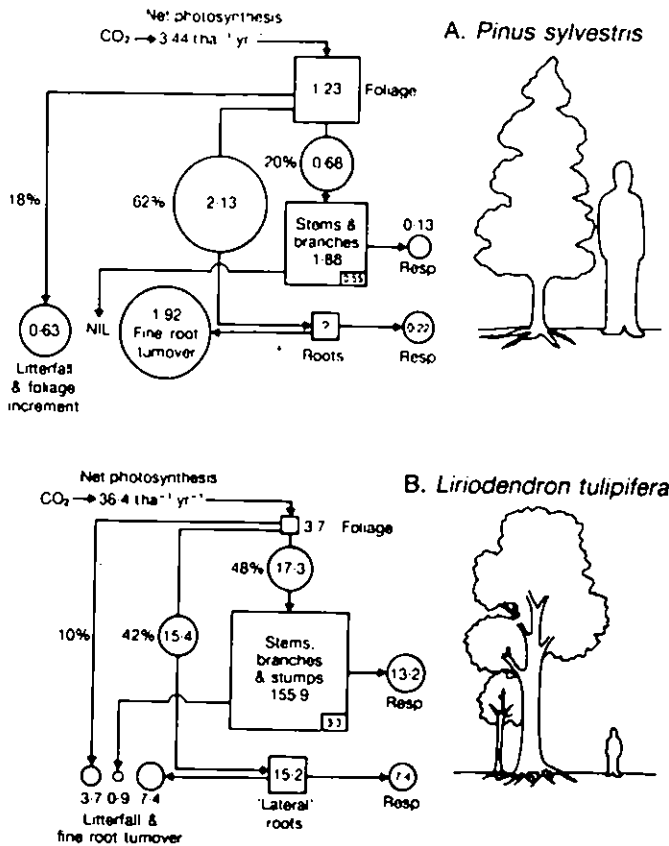 Net photosynthesis
CO₂ → 3·44 t ha⁻¹ yr⁻¹
A. Pinus sylvestris
1·23
Foliage
20%
0·68
18%
62%
2·13
Stems &
branches
1·88
0·55
0·13
Resp
0·63
NIL
1·92
Fine root
turnover
?
Roots
0·22
Resp
Litterfall
& foliage
increment
Net photosynthesis
CO₂ → 36·4 t ha⁻¹ yr⁻¹
B. Liriodendron tulipifera
3·7 Foliage
48%
17·3
10%
42%
15·4
Stems,
branches
& stumps
155·9
13·2
Resp
3·7 0·9 7·4
15·2
7·4
Litterfall &
fine root turnover
'Lateral'
roots
Resp